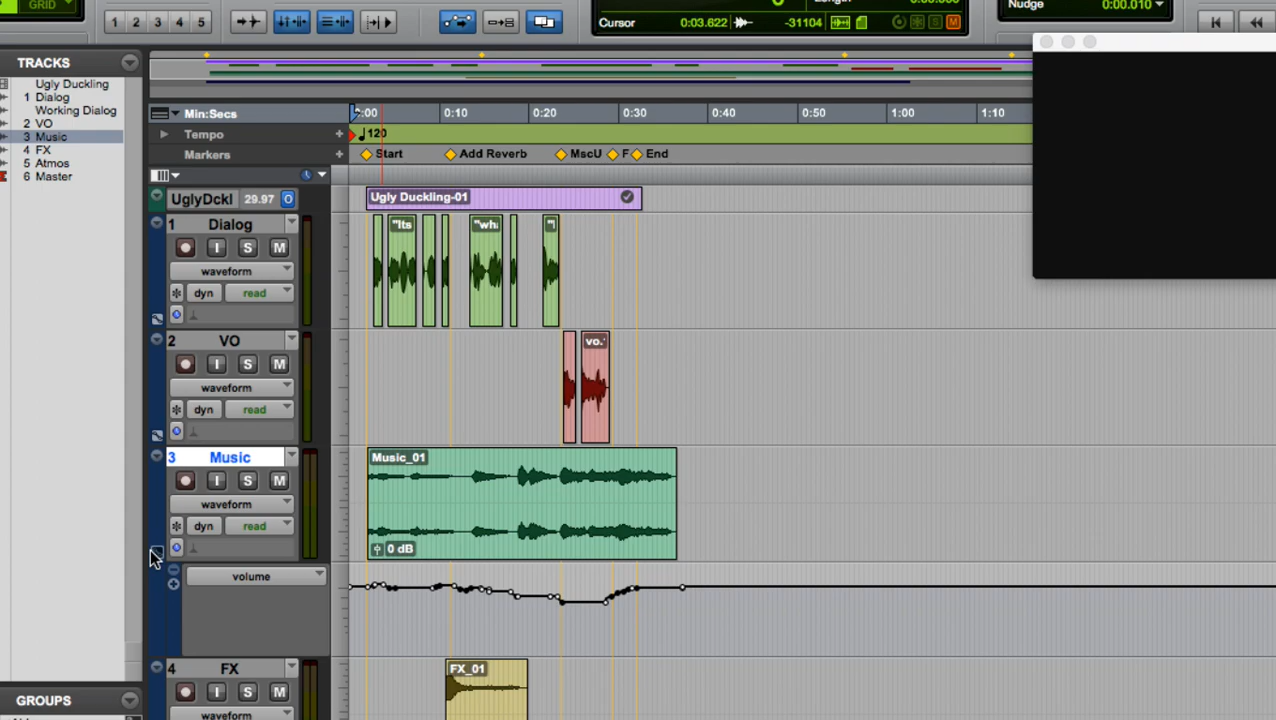 GRID
1 2 3 4 5
Cursor 0:03.622 -31104
Nudge 0:00.010
TRACKS
Ugly Duckling
1 Dialog
Working Dialog
2 VO
3 Music
4 FX
5 Atmos
6 Master
Min:Secs 0:00 0:10 0:20 0:30 0:40 0:50 1:00 1:10
Tempo 120
Markers Start Add Reverb MscU F End
UglyDckl 29.97 O Ugly Duckling-01
1 Dialog "Its "wh
I S M
waveform
dyn read
2 VO vo.
I S M
waveform
dyn read
3 Music Music_01
I S M
waveform
dyn read
0 dB
volume
4 FX FX_01
I S M
waveform
GROUPS